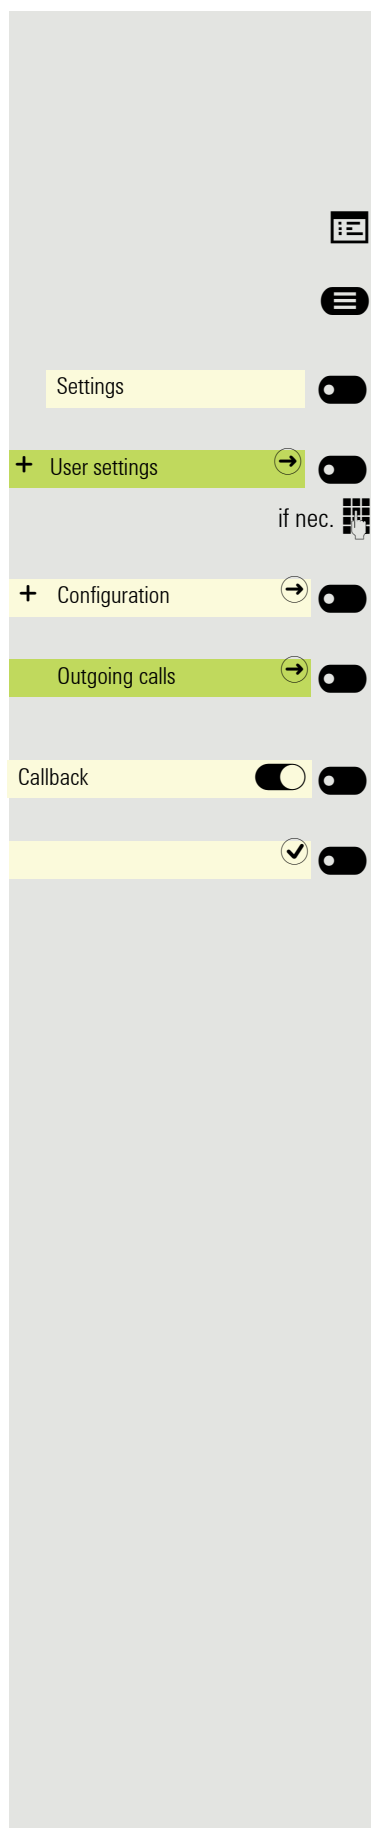 Settings
User settings
if nec.
Configuration
Outgoing calls
Callback